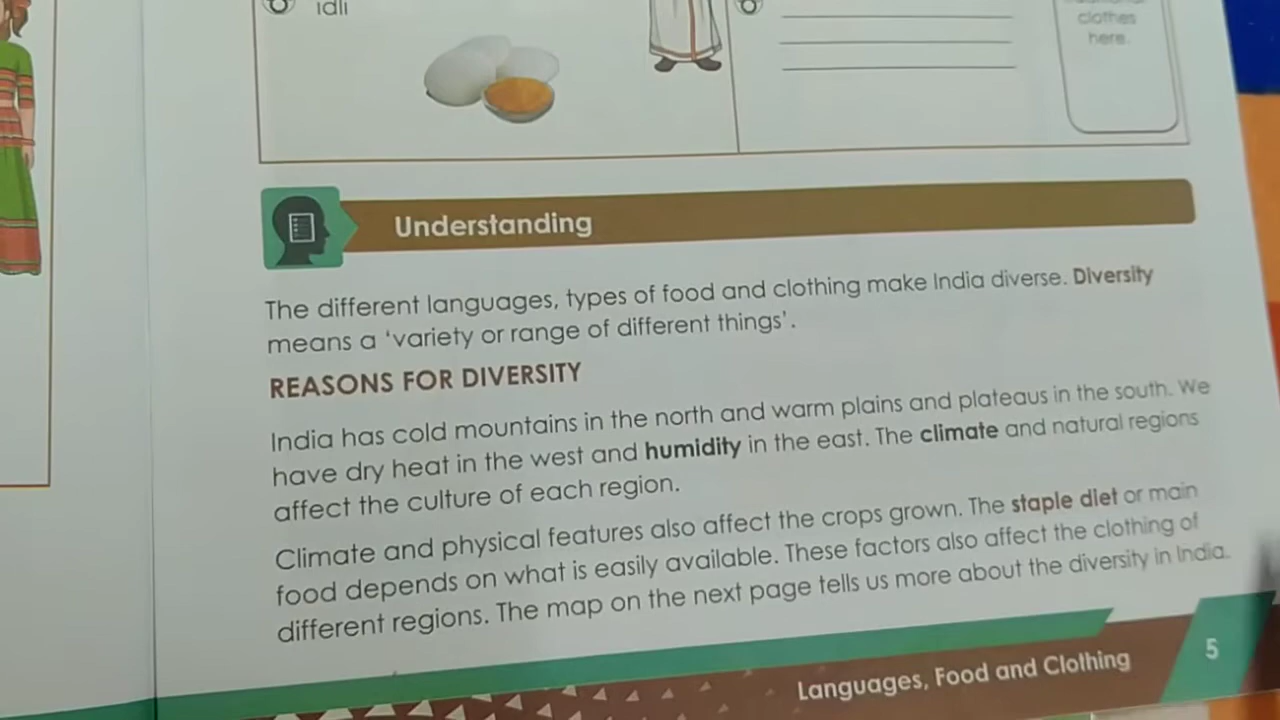 idli
clothes
here.
Understanding
The different languages, types of food and clothing make India diverse. Diversity
means a ‘variety or range of different things’.
REASONS FOR DIVERSITY
India has cold mountains in the north and warm plains and plateaus in the south. We
have dry heat in the west and humidity in the east. The climate and natural regions
affect the culture of each region.
Climate and physical features also affect the crops grown. The staple diet or main
food depends on what is easily available. These factors also affect the clothing of
different regions. The map on the next page tells us more about the diversity in India.
Languages, Food and Clothing
5